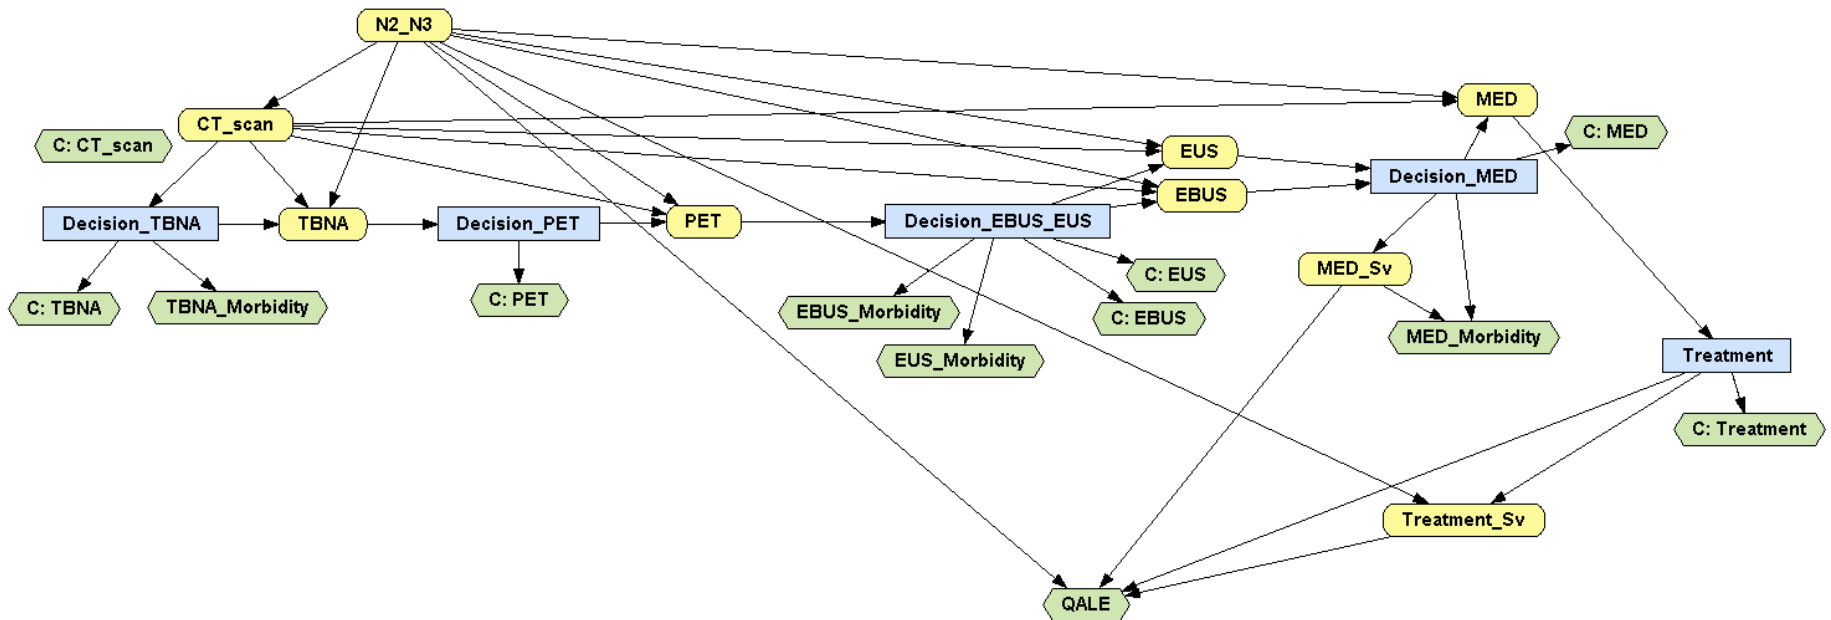 N2_N3
MED
CT_scan
C: MED
C: CT_scan
EUS
Decision_MED
EBUS
Decision_TBNA
TBNA
Decision_PET
PET
Decision_EBUS_EUS
MED_Sv
C: EUS
C: PET
C: TBNA
TBNA_Morbidity
EBUS_Morbidity
C: EBUS
MED_Morbidity
EUS_Morbidity
Treatment
C: Treatment
Treatment_Sv
QALE